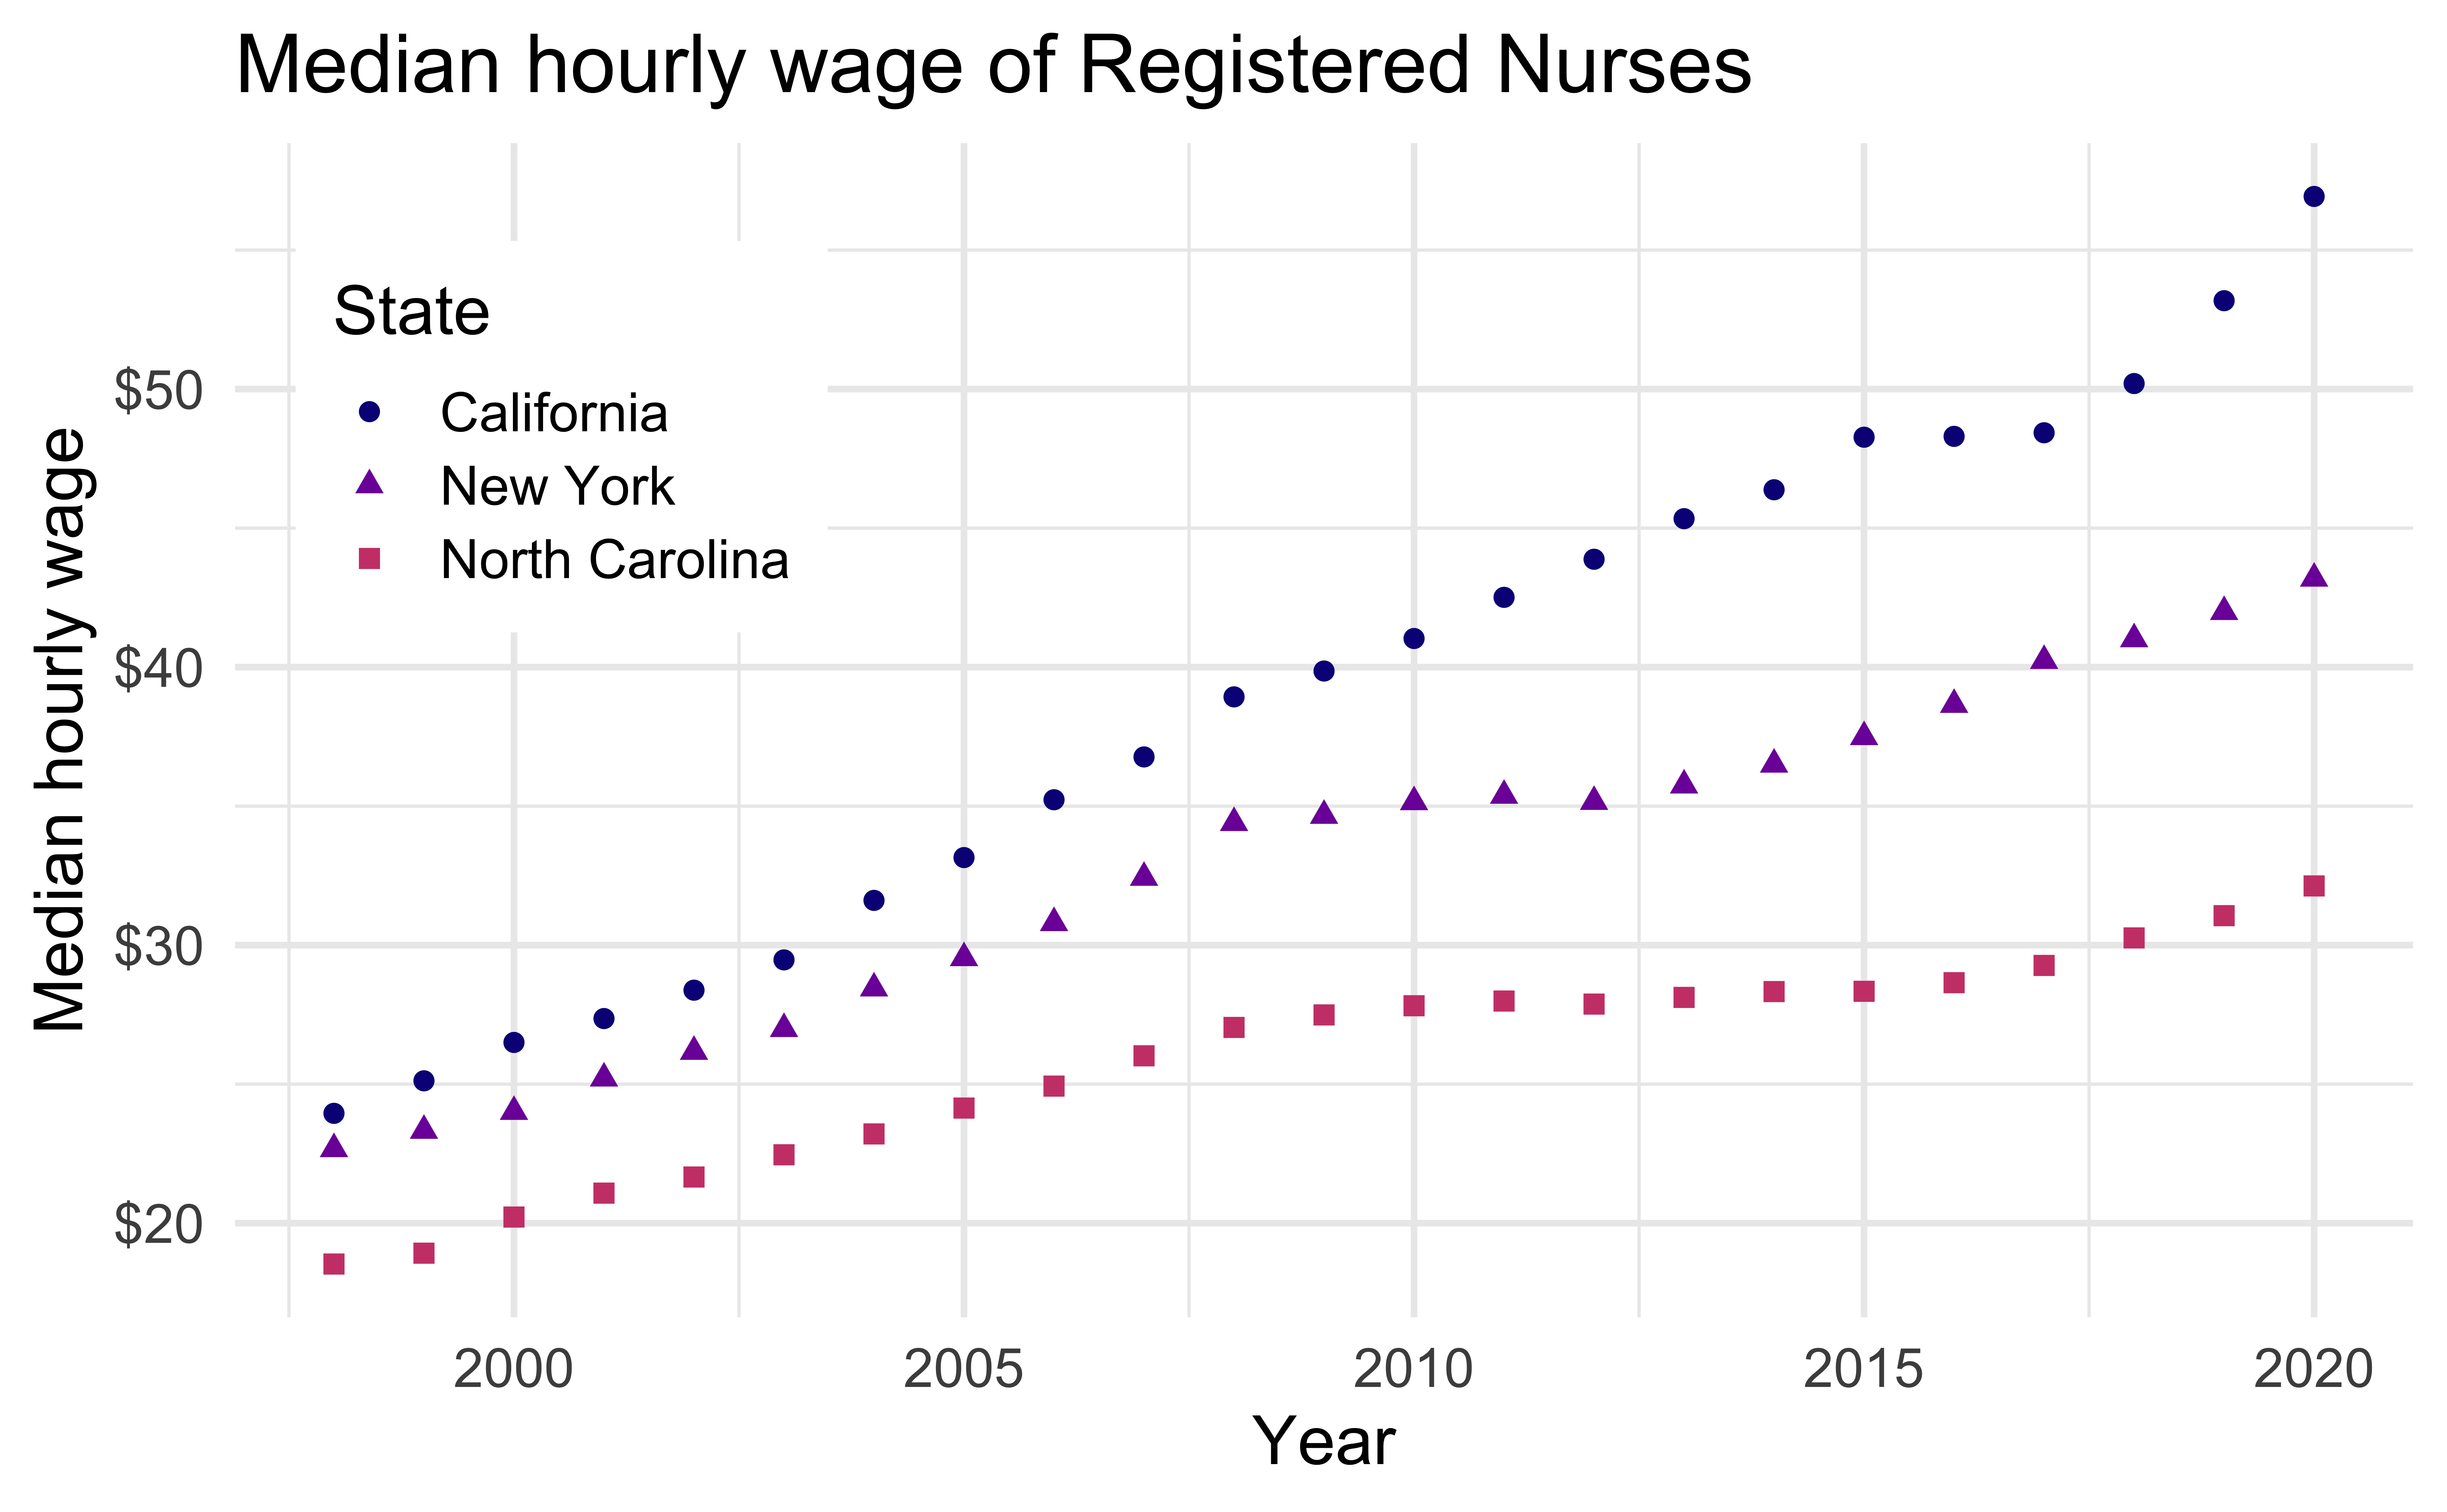 Median hourly wage of Registered Nurses
State
California
New York
North Carolina
Median hourly wage
$50
$40
$30
$20
2000
2005
2010
2015
2020
Year